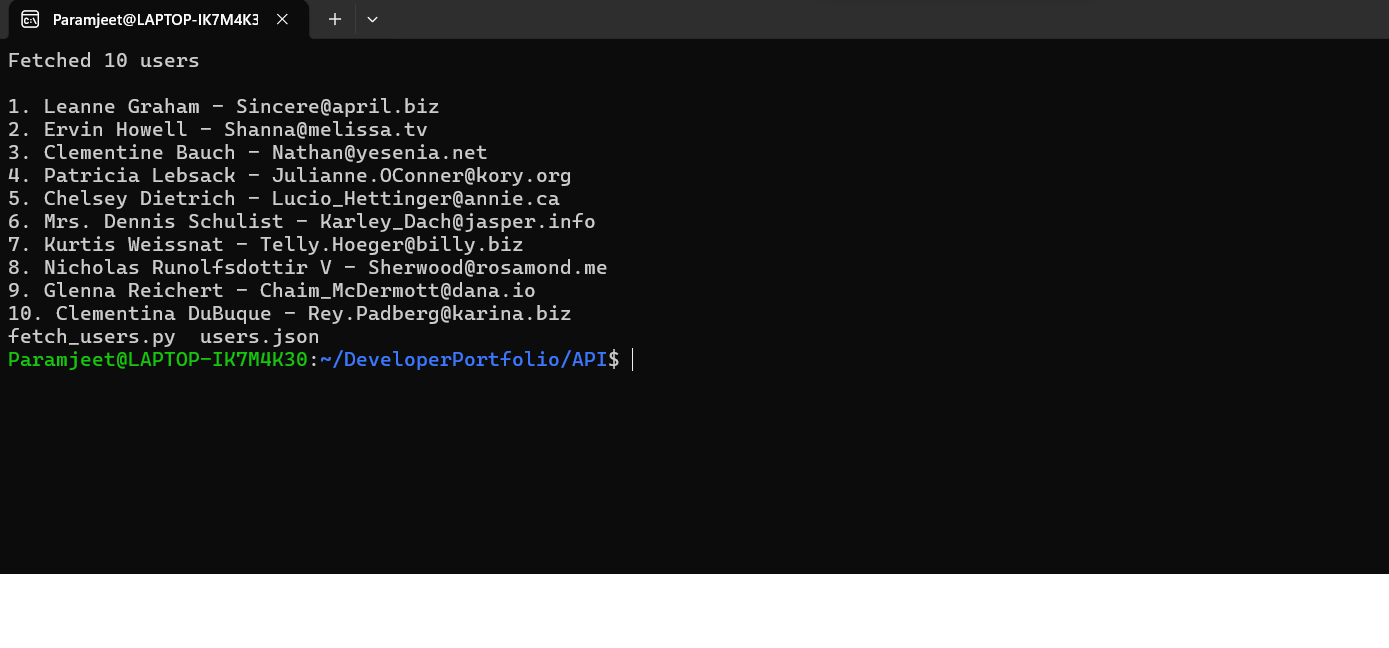 Paramjeet@LAPTOP-IK7M4K3
Fetched 10 users
1. Leanne Graham - Sincere@april.biz
2. Ervin Howell - Shanna@melissa.tv
3. Clementine Bauch - Nathan@yesenia.net
4. Patricia Lebsack - Julianne.OConner@kory.org
5. Chelsey Dietrich - Lucio_Hettinger@annie.ca
6. Mrs. Dennis Schulist - Karley_Dach@jasper.info
7. Kurtis Weissnat - Telly.Hoeger@billy.biz
8. Nicholas Runolfsdottir V - Sherwood@rosamond.me
9. Glenna Reichert - Chaim_McDermott@dana.io
10. Clementina DuBuque - Rey.Padberg@karina.biz
fetch_users.py  users.json
Paramjeet@LAPTOP-IK7M4K30:~/DeveloperPortfolio/API$